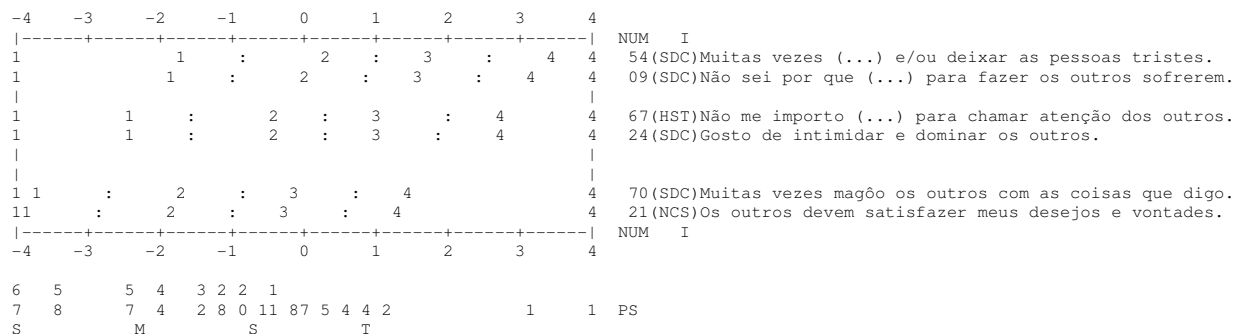 -4 -3 -2 -1 0 1 2 3 4
|------+------+------+------+------+------+------+------| NUM I
1 1 : 2 : 3 : 4 4 54(SDC)Muitas vezes (...) e/ou deixar as pessoas tristes.
1 1 : 2 : 3 : 4 4 09(SDC)Não sei por que (...) para fazer os outros sofrerem.
| |
1 1 : 2 : 3 : 4 4 67(HST)Não me importo (...) para chamar atenção dos outros.
1 1 : 2 : 3 : 4 4 24(SDC)Gosto de intimidar e dominar os outros.
| |
| |
1 1 : 2 : 3 : 4 4 70(SDC)Muitas vezes magôo os outros com as coisas que digo.
11 : 2 : 3 : 4 4 21(NCS)Os outros devem satisfazer meus desejos e vontades.
|------+------+------+------+------+------+------+------| NUM I
-4 -3 -2 -1 0 1 2 3 4
6 5 5 4 3 2 2 1
7 8 7 4 2 8 0 11 87 5 4 4 2 1 1 PS
S M S T